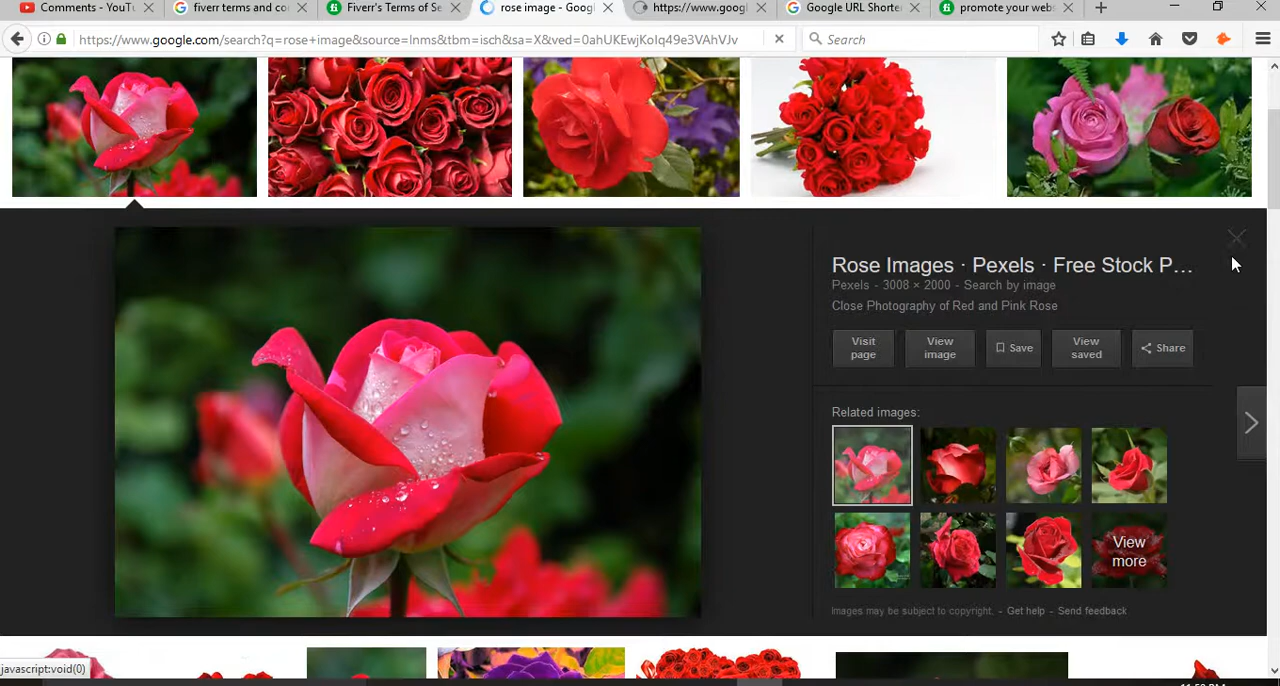 Comments - YouTu
fiverr terms and co
Fiverr's Terms of Se
rose image - Googl
https://www.googl
Google URL Shorte
promote your webs
https://www.google.com/search?q=rose+image&source=lnms&tbm=isch&sa=X&ved=0ahUKEwjKoIq49e3VAhVJv
Search
Rose Images · Pexels · Free Stock P...
Pexels - 3008 × 2000 - Search by image
Close Photography of Red and Pink Rose
Visit page
View image
Save
View saved
Share
Related images:
View more
Images may be subject to copyright. - Get help - Send feedback
javascript:void(0)